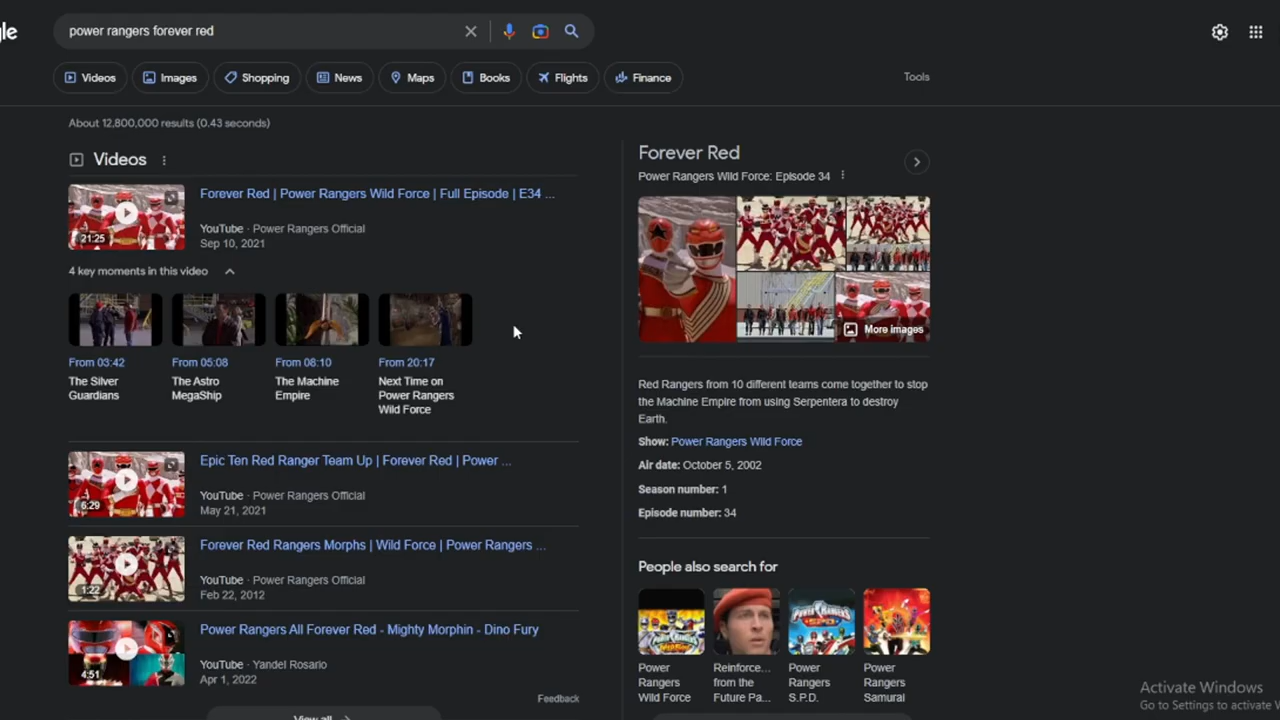 gle
power rangers forever red
Videos
Images
Shopping
News
Maps
Books
Flights
Finance
Tools
About 12,800,000 results (0.43 seconds)
Videos
21:25
Forever Red | Power Rangers Wild Force | Full Episode | E34 ...
YouTube · Power Rangers Official
Sep 10, 2021
4 key moments in this video
From 03:42
The Silver
Guardians
From 05:08
The Astro
MegaShip
From 08:10
The Machine
Empire
From 20:17
Next Time on
Power Rangers
Wild Force
6:29
Epic Ten Red Ranger Team Up | Forever Red | Power ...
YouTube · Power Rangers Official
May 21, 2021
1:22
Forever Red Rangers Morphs | Wild Force | Power Rangers ...
YouTube · Power Rangers Official
Feb 22, 2012
4:51
Power Rangers All Forever Red - Mighty Morphin - Dino Fury
YouTube · Yandel Rosario
Apr 1, 2022
Feedback
View all
Forever Red
Power Rangers Wild Force: Episode 34
More images
Red Rangers from 10 different teams come together to stop
the Machine Empire from using Serpentera to destroy
Earth.
Show: Power Rangers Wild Force
Air date: October 5, 2002
Season number: 1
Episode number: 34
People also search for
Power
Rangers
Wild Force
Reinforce...
from the
Future Pa...
Power
Rangers
S.P.D.
Power
Rangers
Samurai
Activate Windows
Go to Settings to activate